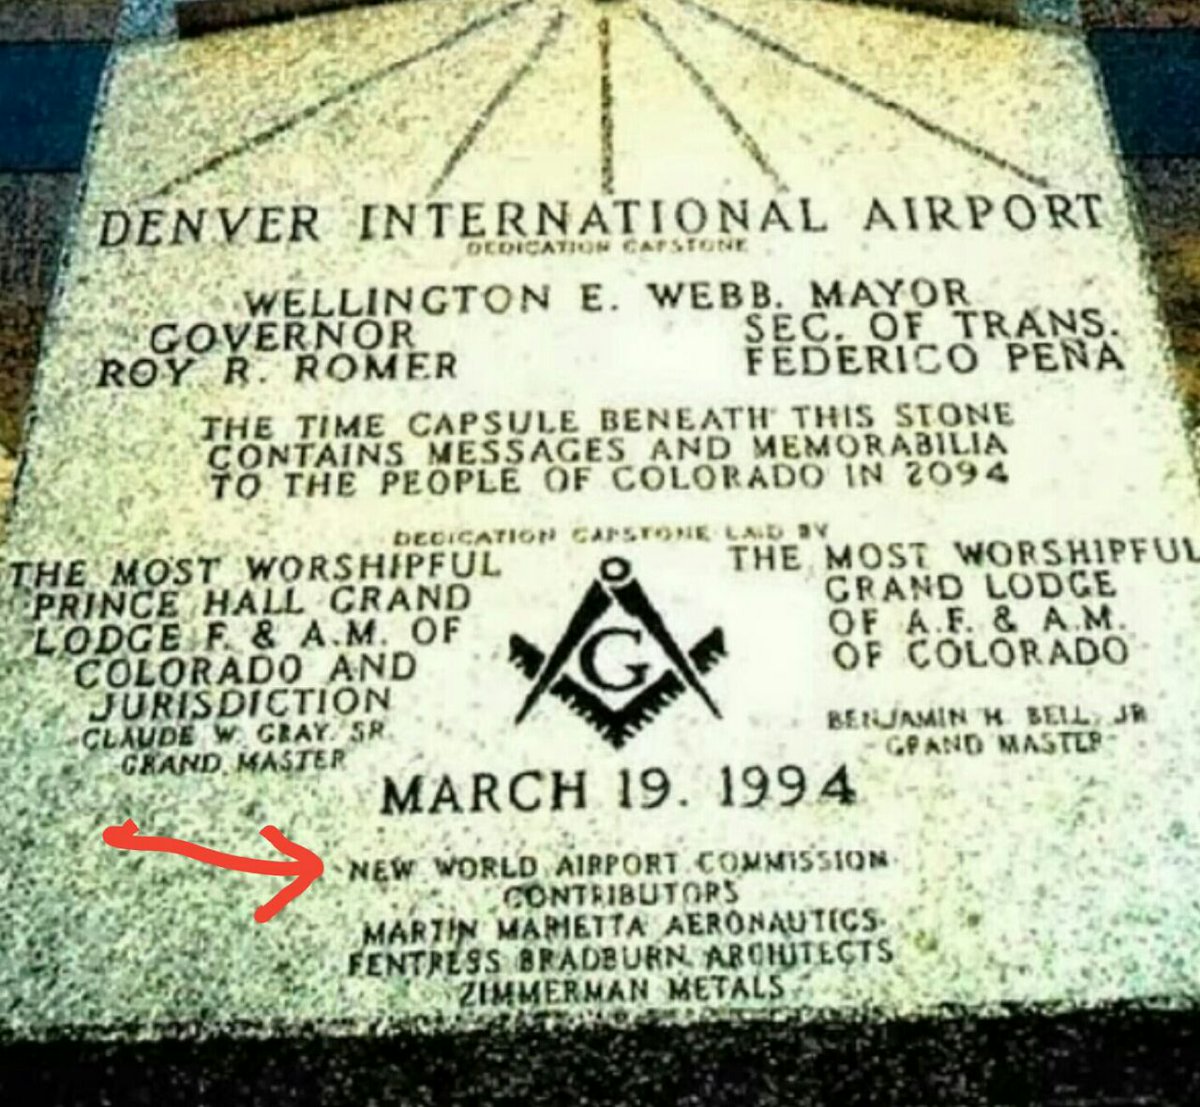 DENVER INTERNATIONAL AIRPORT
DEDICATION CAPSTONE
WELLINGTON E. WEBB. MAYOR
GOVERNOR
ROY R. ROMER
SEC. OF TRANS.
FEDERICO PEÑA
THE TIME CAPSULE BENEATH THIS STONE
CONTAINS MESSAGES AND MEMORABILIA
TO THE PEOPLE OF COLORADO IN 2094
DEDICATION CAPSTONE LAID BY
THE MOST WORSHIPFUL
PRINCE HALL GRAND
LODGE F. & A.M. OF
COLORADO AND
JURISDICTION
CLAUDE W. GRAY, SR.
GRAND MASTER
G
THE MOST WORSHIPFUL
GRAND LODGE
OF A.F. & A.M.
OF COLORADO
BENJAMIN H. BELL, JR
GRAND MASTER
MARCH 19. 1994
NEW WORLD AIRPORT COMMISSION
CONTRIBUTORS
MARTIN MARIETTA AERONAUTICS
FENTRESS BRADBURN ARCHITECTS
ZIMMERMAN METALS